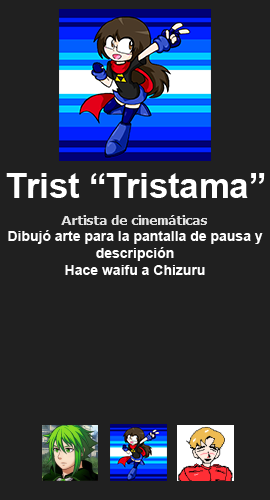 Trist “Tristama”
Artista de cinemáticas
Dibujó arte para la pantalla de pausa y
descripción
Hace waifu a Chizuru